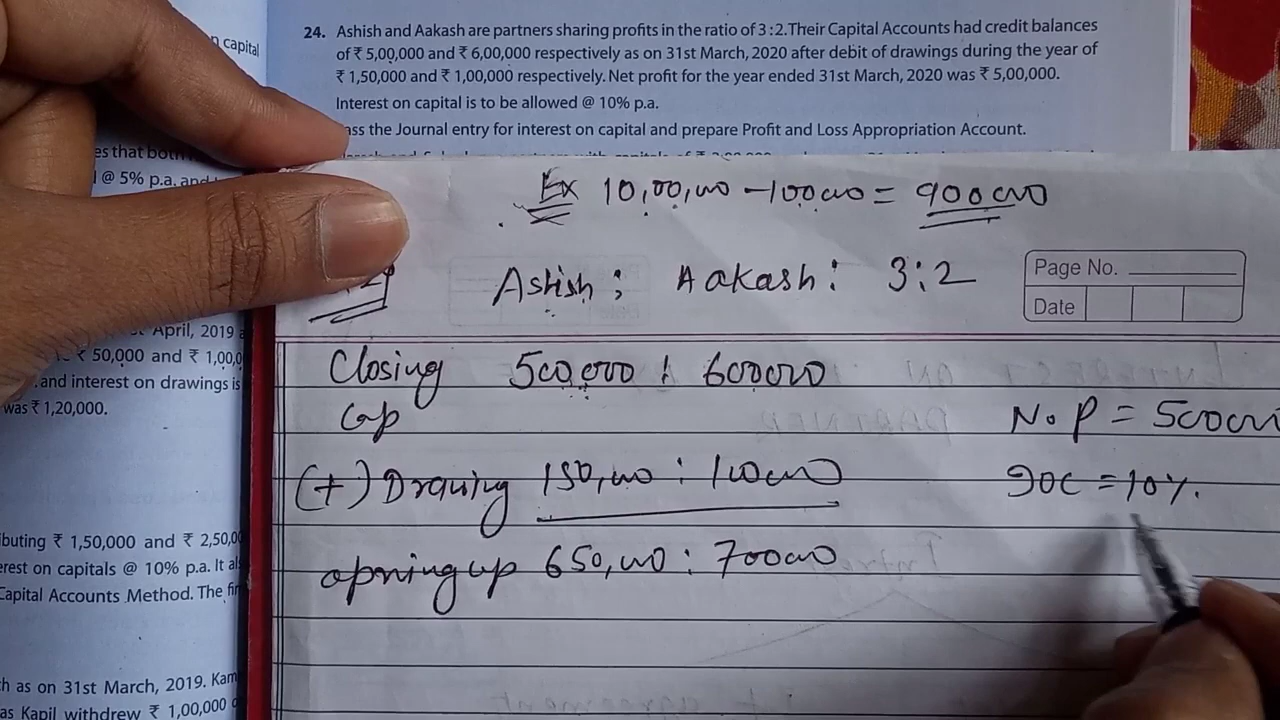 n capital
24. Ashish and Aakash are partners sharing profits in the ratio of 3:2. Their Capital Accounts had credit balances
of ₹ 5,00,000 and ₹ 6,00,000 respectively as on 31st March, 2020 after debit of drawings during the year of
₹ 1,50,000 and ₹ 1,00,000 respectively. Net profit for the year ended 31st March, 2020 was ₹ 5,00,000.
Interest on capital is to be allowed @ 10% p.a.
ass the Journal entry for interest on capital and prepare Profit and Loss Appropriation Account.
es that both
@ 5% p.a. and
Ex 10,00,000 - 100000 = 900000
Ashish : Aakash : 3:2
Page No.
Date
April, 2019
₹ 50,000 and ₹ 1,00,0
and interest on drawings is
was ₹ 1,20,000.
Closing 500000 : 600000
Cap
N.P = 500000
(+) Drawing 150,000 : 100000
IOC = 10%.
opning cap 650,000 : 700000
ibuting ₹ 1,50,000 and ₹ 2,50,00
erest on capitals @ 10% p.a. It al
Capital Accounts Method. The fir
h as on 31st March, 2019. Kam
as Kapil withdrew ₹ 1,00,000